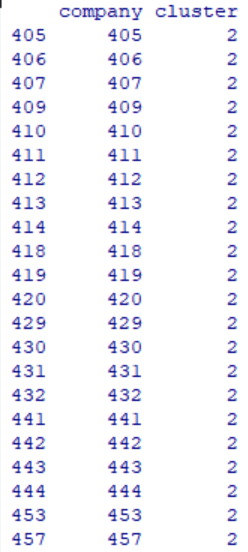 company cluster
405 405 2
406 406 2
407 407 2
409 409 2
410 410 2
411 411 2
412 412 2
413 413 2
414 414 2
418 418 2
419 419 2
420 420 2
429 429 2
430 430 2
431 431 2
432 432 2
441 441 2
442 442 2
443 443 2
444 444 2
453 453 2
457 457 2